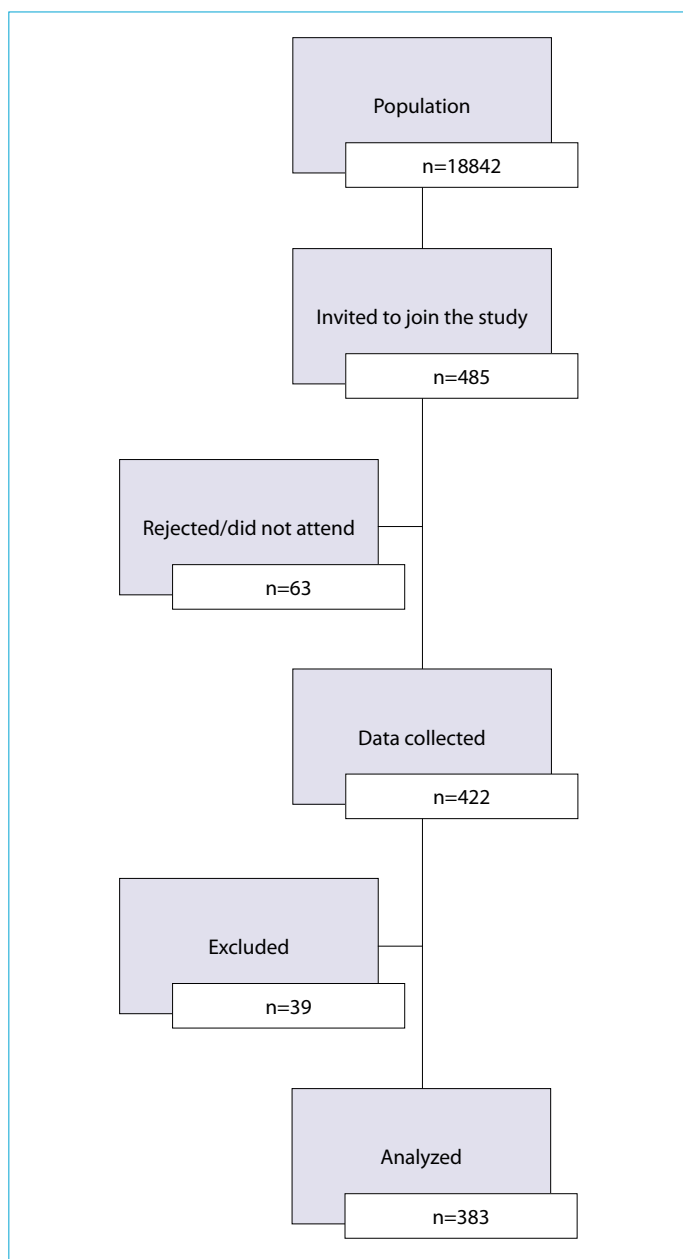 Population
n=18842
Invited to join the study
n=485
Rejected/did not attend
n=63
Data collected
n=422
Excluded
n=39
Analyzed
n=383